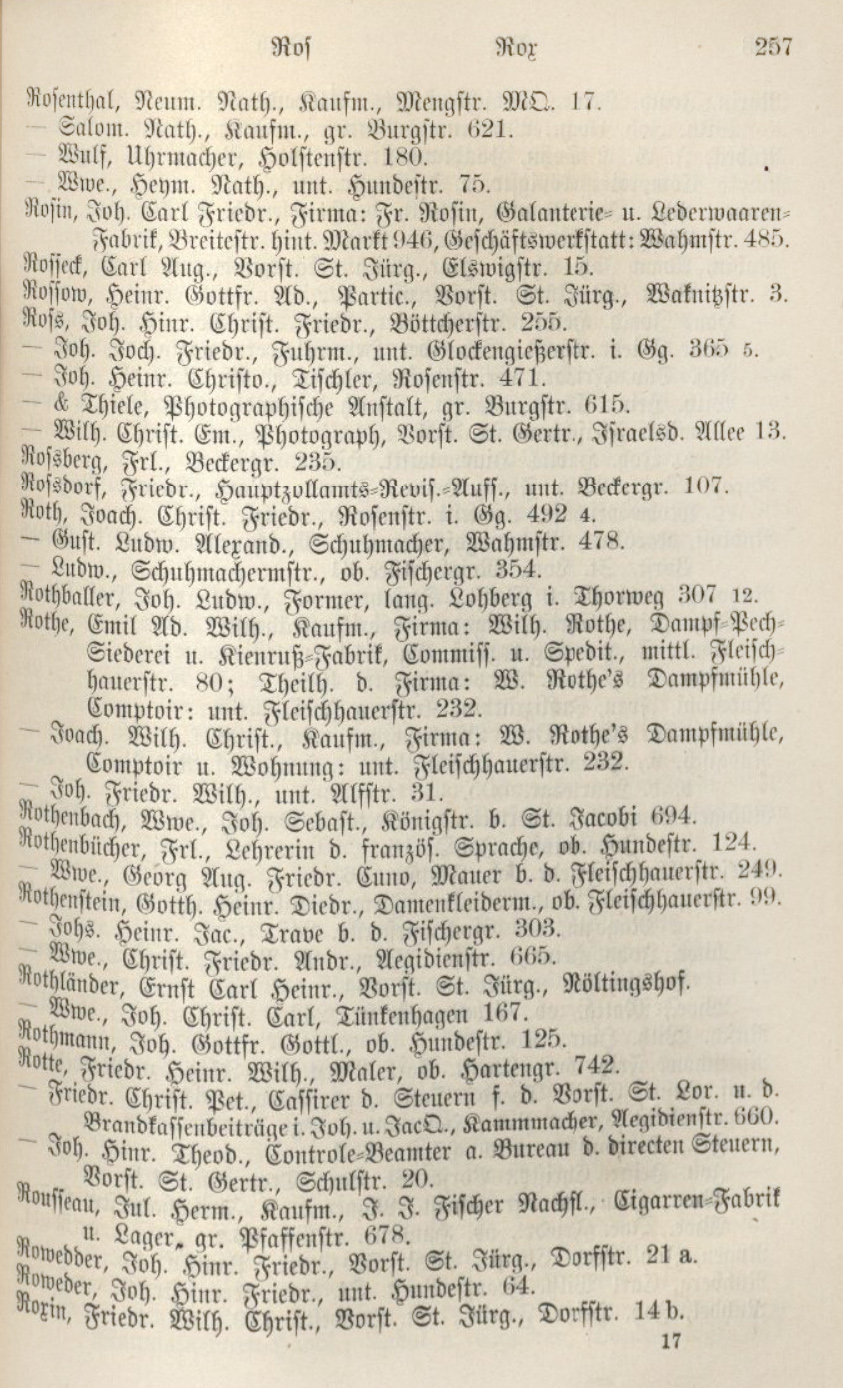 Ros Rox 257
Rosenthal, Neum. Nath., Kaufm., Mengstr. MQ. 17.
— Salom. Nath., Kaufm., gr. Burgstr. 621.
— Wulf, Uhrmacher, Holstenstr. 180.
— Wwe., Heym. Nath., unt. Hundestr. 75.
Rosin, Joh. Carl Friedr., Firma: Fr. Rosin, Galanterie- u. Lederwaaren-
Fabrik, Breitestr. hint. Markt 946, Geschäftswerkstatt: Wahmstr. 485.
Rosseck, Carl Aug., Vorst. St. Jürg., Elswigstr. 15.
Rossow, Heinr. Gottfr. Ad., Partic., Vorst. St. Jürg., Waknitzstr. 3.
Ross, Joh. Hinr. Christ. Friedr., Böttcherstr. 255.
— Joh. Joch. Friedr., Fuhrm., unt. Glockengießerstr. i. Gg. 365 5.
— Joh. Heinr. Christo., Tischler, Rosenstr. 471.
— & Thiele, Photographische Anstalt, gr. Burgstr. 615.
— Wilh. Christ. Em., Photograph, Vorst. St. Gertr., Israelsd. Allee 13.
Rossberg, Frl., Beckergr. 235.
Rossdorf, Friedr., Hauptzollamts-Revis.-Auff., unt. Beckergr. 107.
Roth, Joach. Christ. Friedr., Rosenstr. i. Gg. 492 4.
— Gust. Ludw. Alexand., Schuhmacher, Wahmstr. 478.
— Ludw., Schuhmachermstr., ob. Fischergr. 354.
Rothballer, Joh. Ludw., Former, lang. Lohberg i. Thorweg 307 12.
Rothe, Emil Ad. Wilh., Kaufm., Firma: Wilh. Rothe, Dampf-Pech-
Siederei u. Kienruß-Fabrik, Commiss. u. Spedit., mittl. Fleisch-
hauerstr. 80; Theilh. d. Firma: W. Rothe's Dampfmühle,
Comptoir: unt. Fleischhauerstr. 232.
— Joach. Wilh. Christ., Kaufm., Firma: W. Rothe's Dampfmühle,
Comptoir u. Wohnung: unt. Fleischhauerstr. 232.
— Joh. Friedr. Wilh., unt. Alfstr. 31.
Rothenbach, Wwe., Joh. Sebast., Königstr. b. St. Jacobi 694.
Rothenbücher, Frl., Lehrerin d. französ. Sprache, ob. Hundestr. 124.
— Wwe., Georg Aug. Friedr. Cuno, Mauer b. d. Fleischhauerstr. 249.
Rothenstein, Gotth. Heinr. Diedr., Damenkleiderm., ob. Fleischhauerstr. 99.
— Johs. Heinr. Jac., Trave b. d. Fischergr. 303.
— Wwe., Christ. Friedr. Andr., Aegidienstr. 665.
Rothländer, Ernst Carl Heinr., Vorst. St. Jürg., Nöltingshof.
— Wwe., Joh. Christ. Carl, Tünkenhagen 167.
Rothmann, Joh. Gottfr. Gottl., ob. Hundestr. 125.
Rotte, Friedr. Heinr. Wilh., Maler, ob. Hartengr. 742.
— Friedr. Christ. Pet., Cassirer d. Steuern f. d. Vorst. St. Lor. u. d.
Brandkassenbeiträge i. Joh. u. JacQ., Kammmacher, Aegidienstr. 660.
— Joh. Hinr. Theod., Controle-Beamter a. Bureau d. directen Steuern,
Vorst. St. Gertr., Schulstr. 20.
Rousseau, Jul. Herm., Kaufm., J. J. Fischer Nachfl., Cigarren-Fabrik
u. Lager, gr. Pfaffenstr. 678.
Rowedder, Joh. Hinr. Friedr., Vorst. St. Jürg., Dorfstr. 21 a.
Roweder, Joh. Hinr. Friedr., unt. Hundestr. 64.
Roxin, Friedr. Wilh. Christ., Vorst. St. Jürg., Dorfstr. 14 b.
17